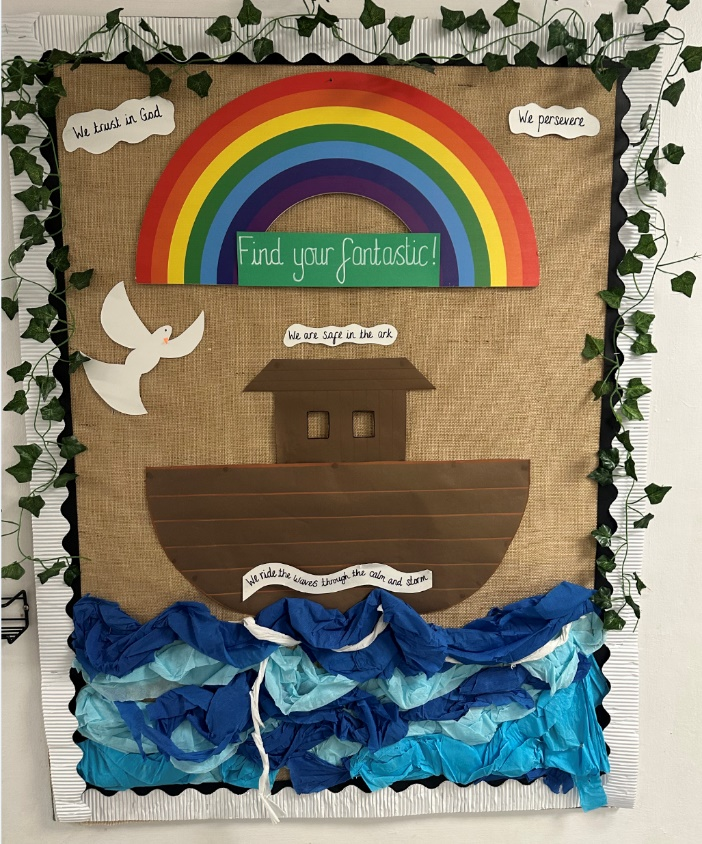 We trust in God
We persevere
Find your fantastic!
We are safe in the ark
We ride the waves through the calm and storm